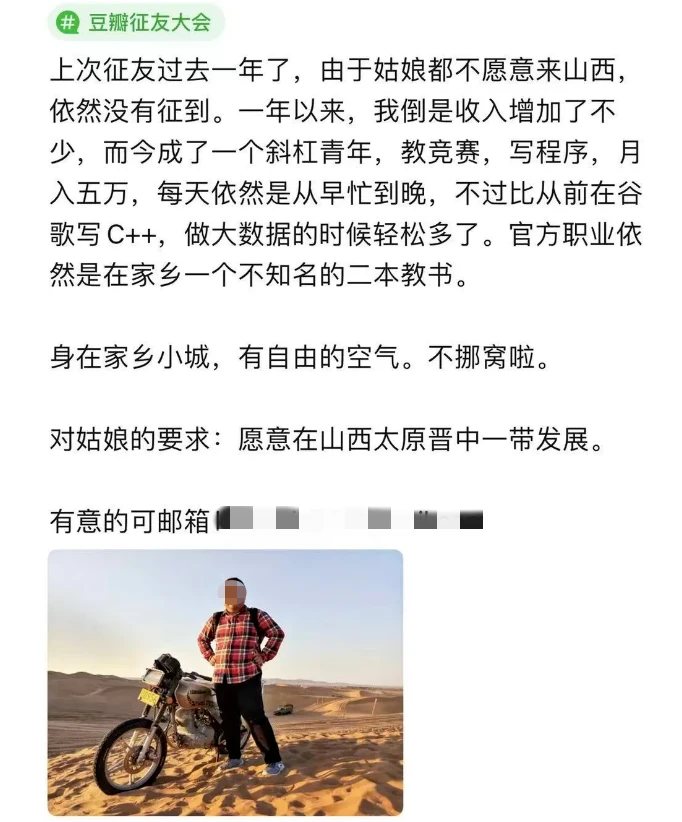 # 豆瓣征友大会
上次征友过去一年了，由于姑娘都不愿意来山西，
依然没有征到。一年以来，我倒是收入增加了不
少，而今成了一个斜杠青年，教竞赛，写程序，月
入五万，每天依然是从早忙到晚，不过比从前在谷
歌写 C++，做大数据的时候轻松多了。官方职业依
然是在家乡一个不知名的二本教书。
身在家乡小城，有自由的空气。不挪窝啦。
对姑娘的要求：愿意在山西太原晋中一带发展。
有意的可邮箱